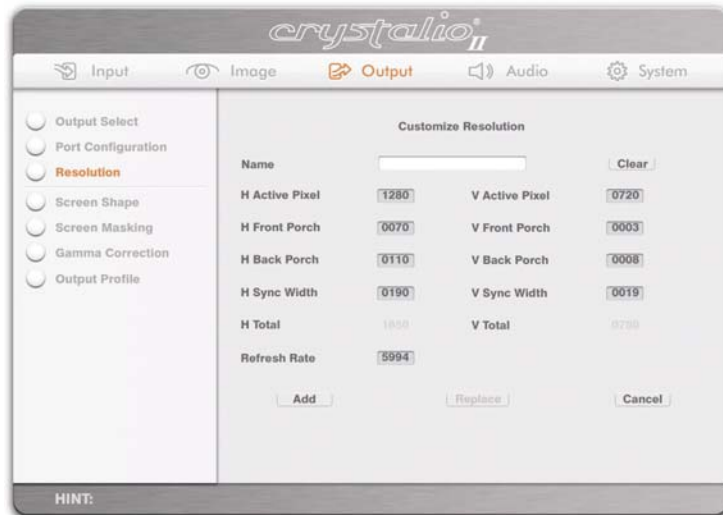 crystalio® II
Input Image Output Audio System
Output Select
Port Configuration
Resolution
Screen Shape
Screen Masking
Gamma Correction
Output Profile
Customize Resolution
Name Clear
H Active Pixel 1280 V Active Pixel 0720
H Front Porch 0070 V Front Porch 0003
H Back Porch 0110 V Back Porch 0008
H Sync Width 0190 V Sync Width 0019
H Total 1650 V Total
Refresh Rate 5994
Add Replace Cancel
HINT: